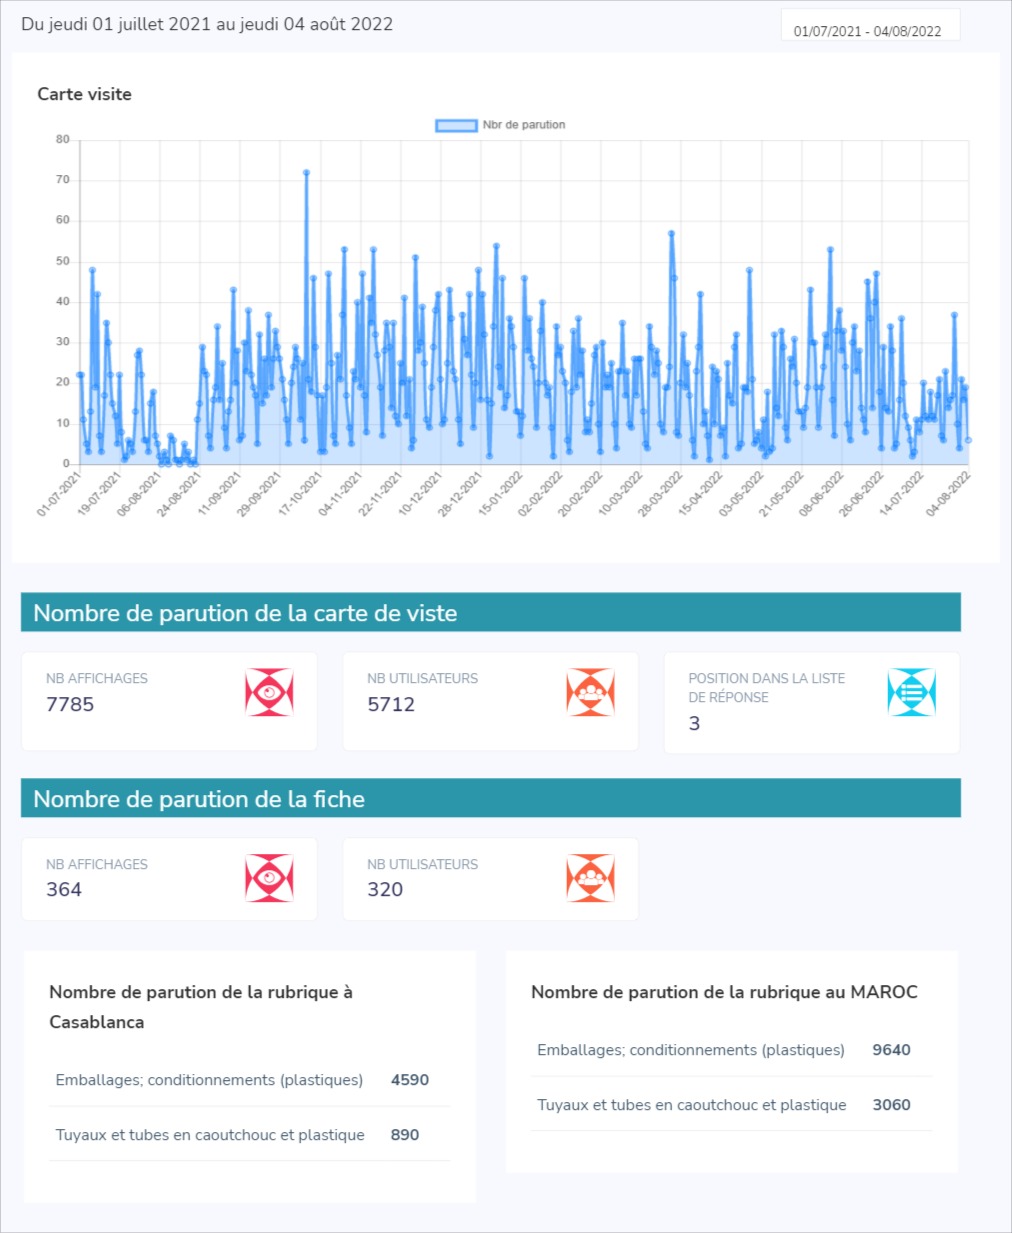 Du jeudi 01 juillet 2021 au jeudi 04 août 2022
01/07/2021 - 04/08/2022
Carte visite
Nbr de parution
80
70
60
50
40
30
20
10
0
01-07-2021
19-07-2021
06-08-2021
24-08-2021
11-09-2021
29-09-2021
17-10-2021
04-11-2021
22-11-2021
10-12-2021
28-12-2021
15-01-2022
02-02-2022
20-02-2022
10-03-2022
28-03-2022
15-04-2022
03-05-2022
21-05-2022
08-06-2022
26-06-2022
14-07-2022
04-08-2022
Nombre de parution de la carte de viste
NB AFFICHAGES
7785
NB UTILISATEURS
5712
POSITION DANS LA LISTE
DE RÉPONSE
3
Nombre de parution de la fiche
NB AFFICHAGES
364
NB UTILISATEURS
320
Nombre de parution de la rubrique à
Casablanca
Emballages; conditionnements (plastiques) 4590
Tuyaux et tubes en caoutchouc et plastique 890
Nombre de parution de la rubrique au MAROC
Emballages; conditionnements (plastiques) 9640
Tuyaux et tubes en caoutchouc et plastique 3060